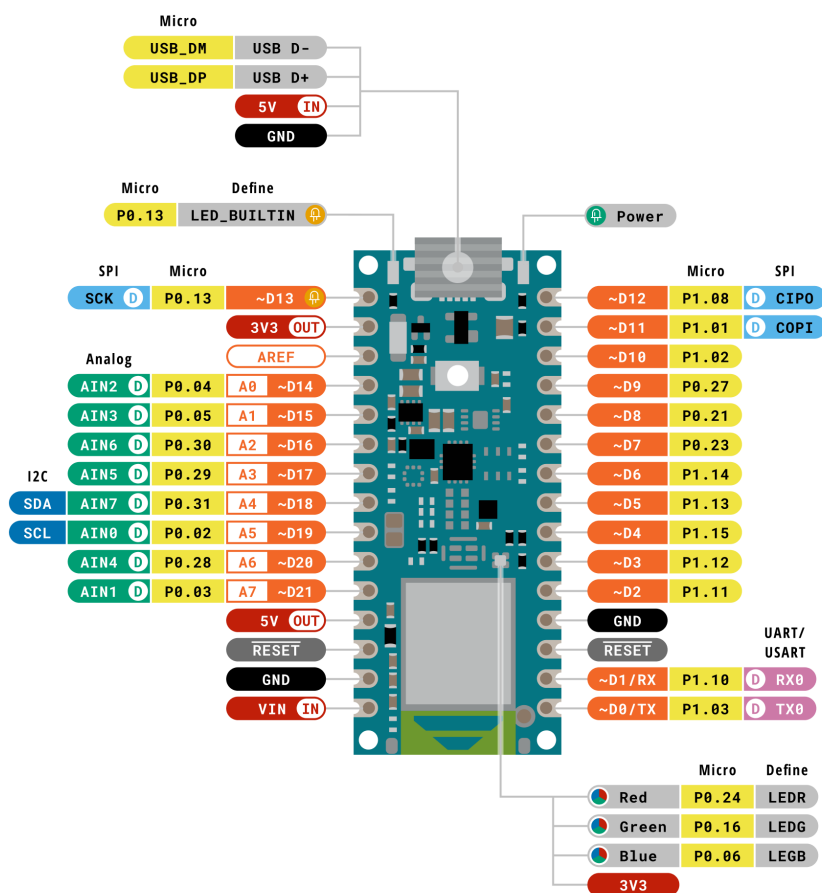 Micro
USB_DM USB D-
USB_DP USB D+
5V IN
GND
Micro Define
P0.13 LED_BUILTIN
Power
SPI Micro
SCK D P0.13 ~D13
3V3 OUT
AREF
Analog
AIN2 D P0.04 A0 ~D14
AIN3 D P0.05 A1 ~D15
AIN6 D P0.30 A2 ~D16
I2C
AIN5 D P0.29 A3 ~D17
SDA AIN7 D P0.31 A4 ~D18
SCL AIN0 D P0.02 A5 ~D19
AIN4 D P0.28 A6 ~D20
AIN1 D P0.03 A7 ~D21
5V OUT
RESET
GND
VIN IN
Micro SPI
~D12 P1.08 D CIPO
~D11 P1.01 D COPI
~D10 P1.02
~D9 P0.27
~D8 P0.21
~D7 P0.23
~D6 P1.14
~D5 P1.13
~D4 P1.15
~D3 P1.12
~D2 P1.11
GND
UART/
USART
RESET
~D1/RX P1.10 D RX0
~D0/TX P1.03 D TX0
Micro Define
Red P0.24 LEDR
Green P0.16 LEDG
Blue P0.06 LEGB
3V3